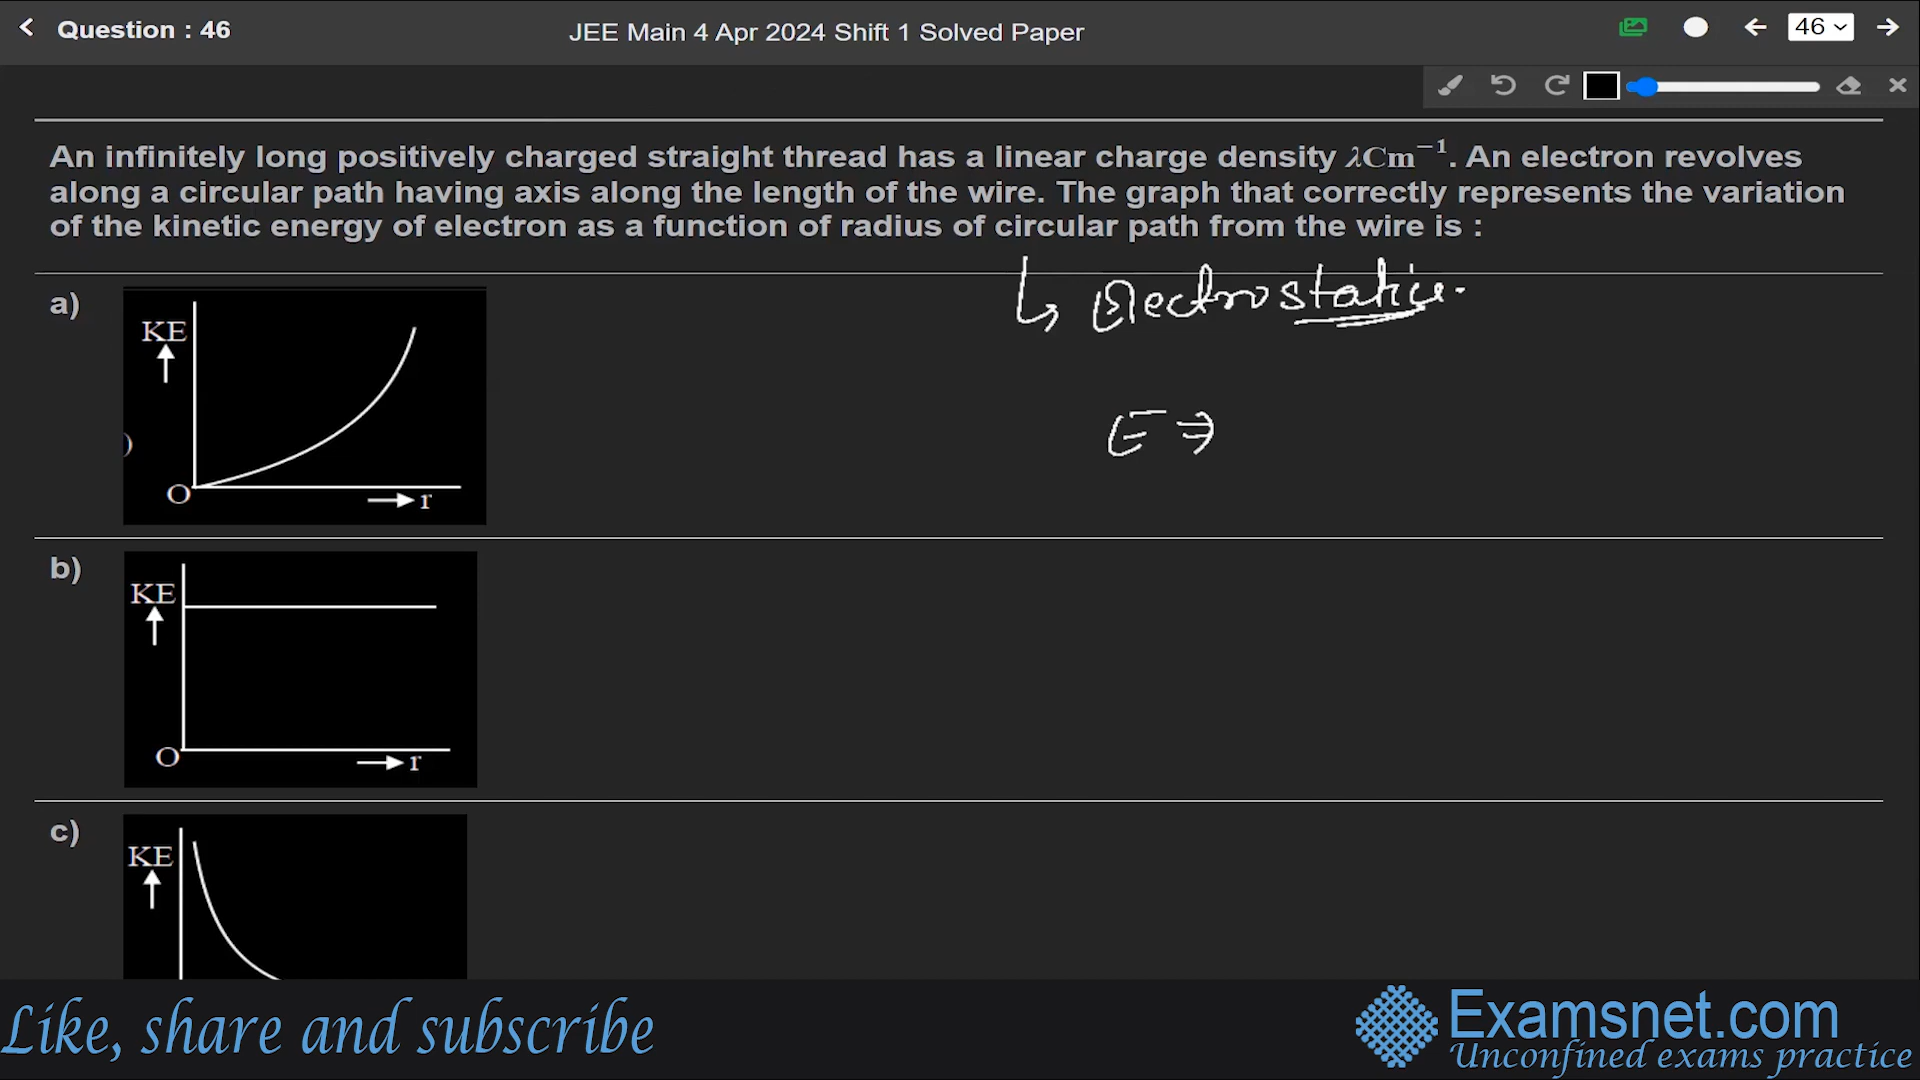 Question : 46
JEE Main 4 Apr 2024 Shift 1 Solved Paper
46
An infinitely long positively charged straight thread has a linear charge density λCm⁻¹. An electron revolves
along a circular path having axis along the length of the wire. The graph that correctly represents the variation
of the kinetic energy of electron as a function of radius of circular path from the wire is :
↳ Electrostatics.
a)
KE
O
r
E ⇒
b)
KE
O
r
c)
KE
Like, share and subscribe
Examsnet.com
Unconfined exams practice